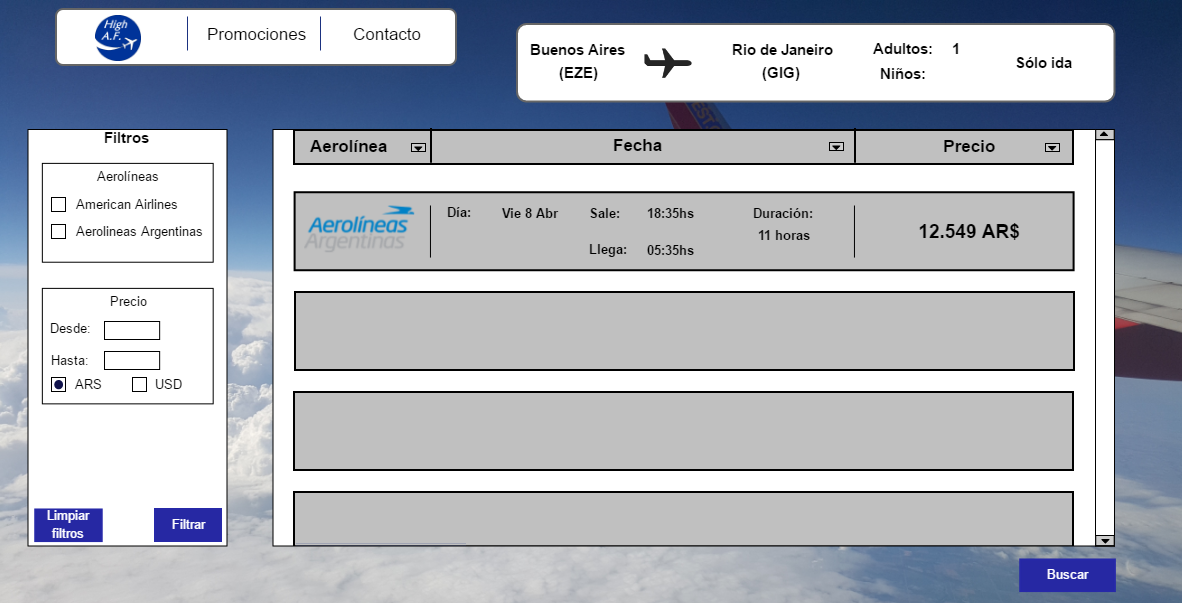 High
A.F.
Promociones
Contacto
Buenos Aires
(EZE)
Rio de Janeiro
(GIG)
Adultos: 1
Niños:
Sólo ida
Filtros
Aerolíneas
American Airlines
Aerolineas Argentinas
Precio
Desde:
Hasta:
ARS
USD
Limpiar
filtros
Filtrar
Aerolínea
Fecha
Precio
Aerolíneas
Argentinas
Día: Vie 8 Abr
Sale: 18:35hs
Llega: 05:35hs
Duración:
11 horas
12.549 AR$
Buscar